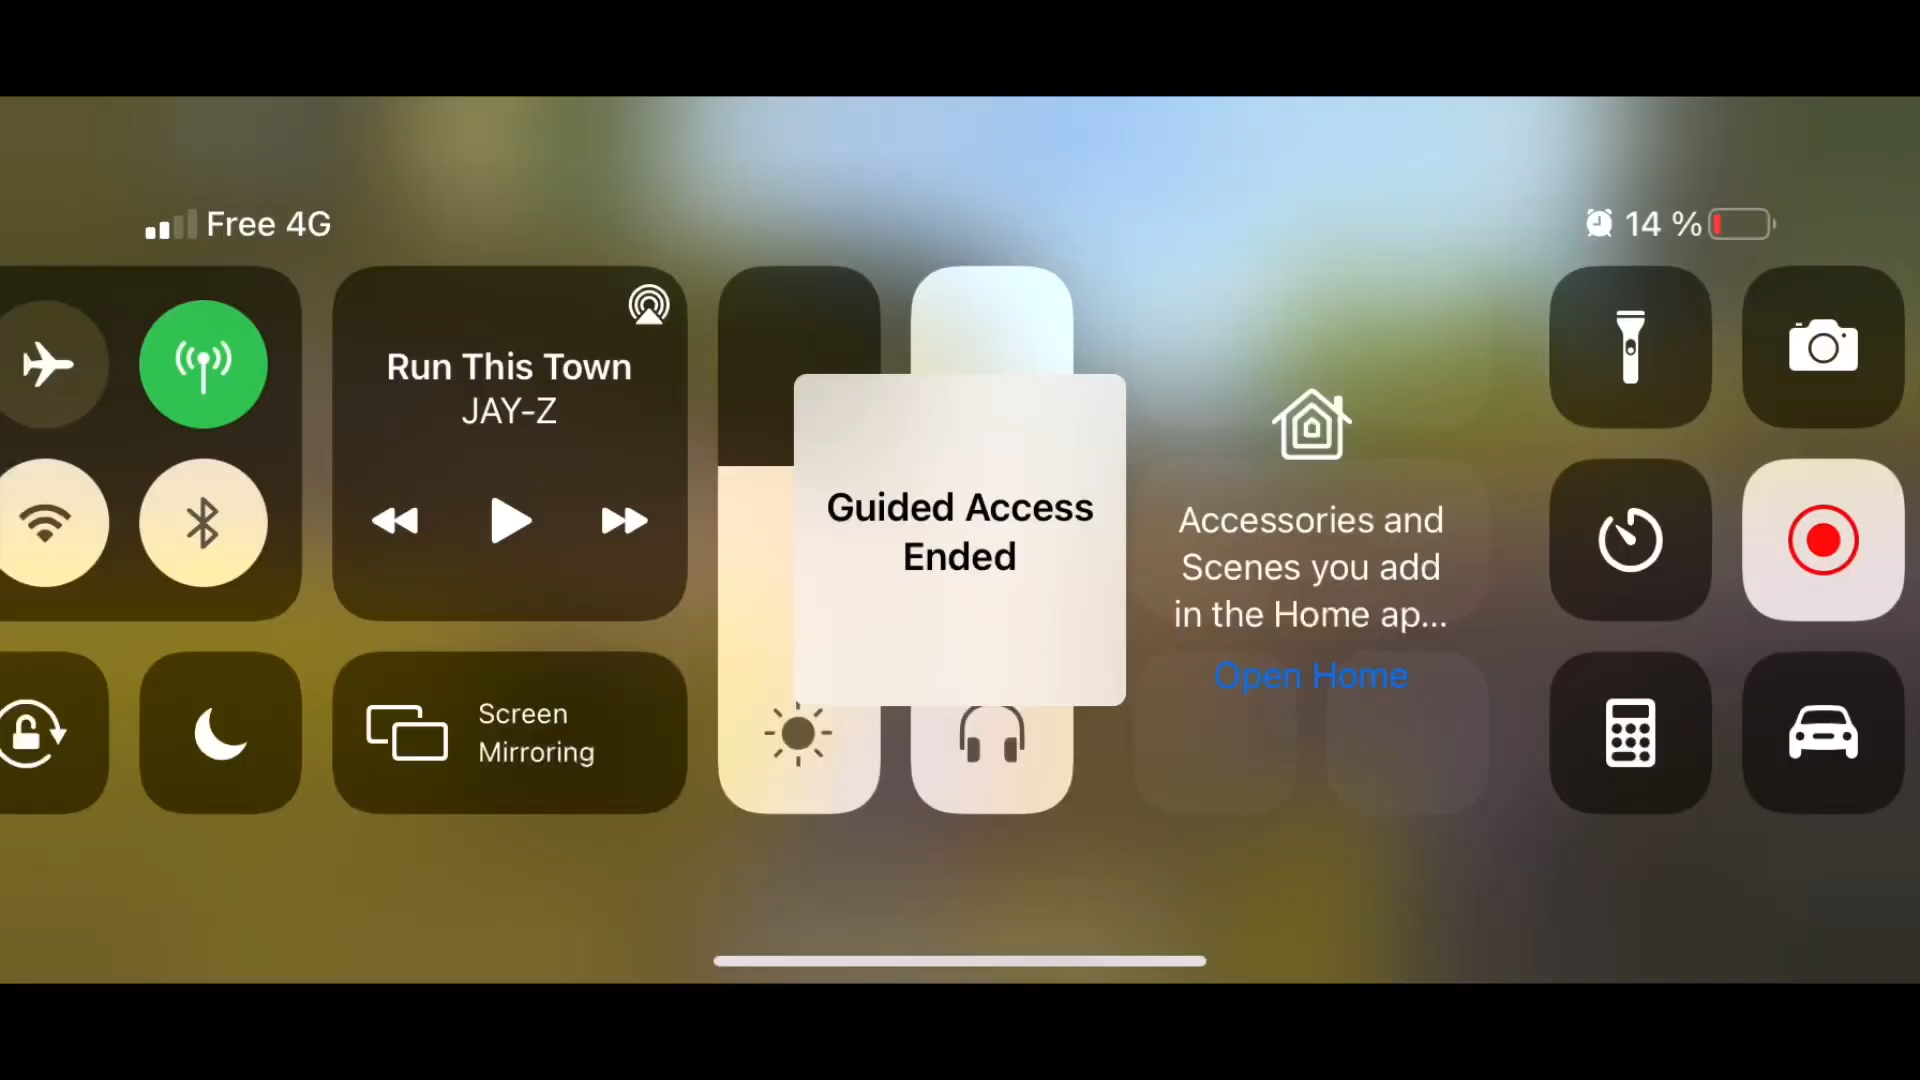 Free 4G
14 %
Run This Town
JAY-Z
Guided Access
Ended
Accessories and
Scenes you add
in the Home ap...
Open Home
Screen
Mirroring